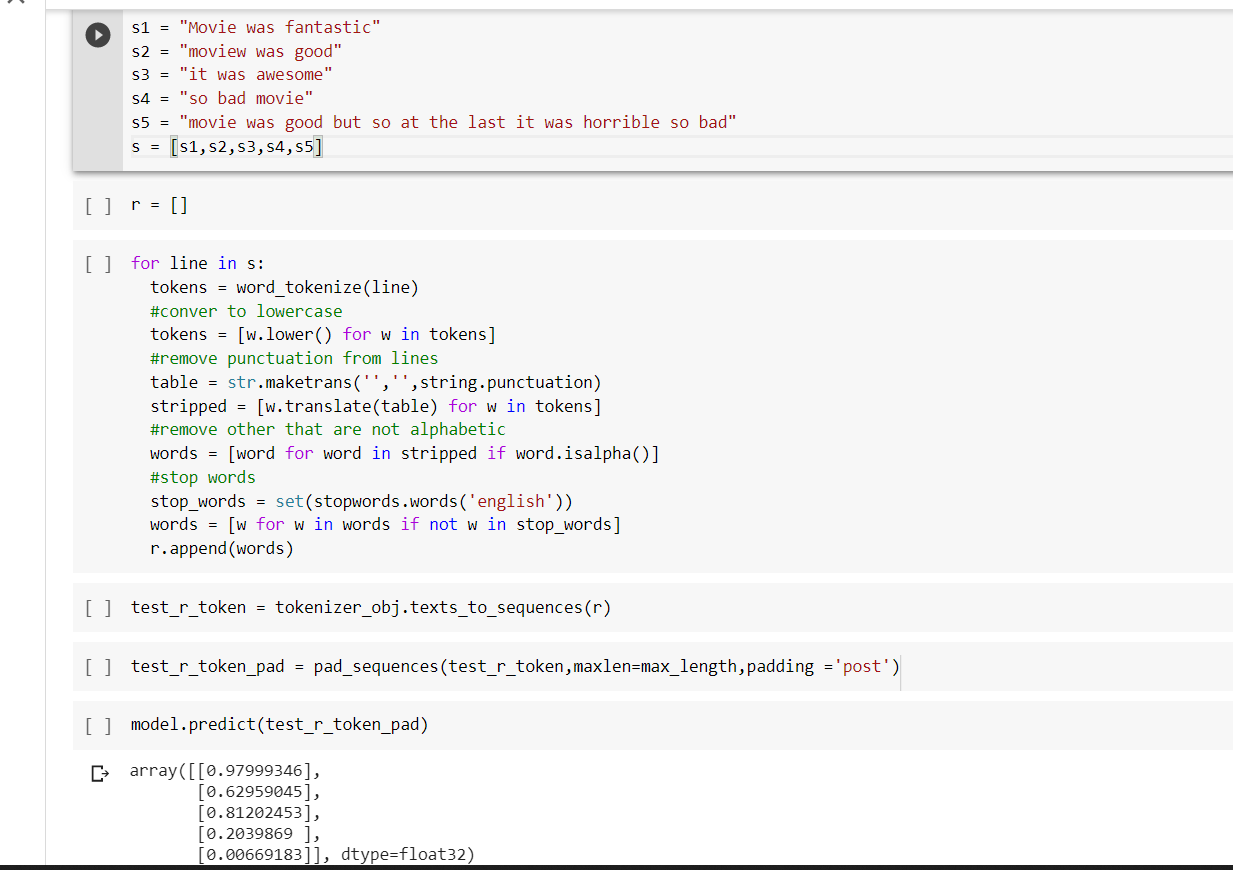 s1 = "Movie was fantastic"
s2 = "moview was good"
s3 = "it was awesome"
s4 = "so bad movie"
s5 = "movie was good but so at the last it was horrible so bad"
s = [s1,s2,s3,s4,s5]
[ ] r = []
[ ] for line in s:
tokens = word_tokenize(line)
#conver to lowercase
tokens = [w.lower() for w in tokens]
#remove punctuation from lines
table = str.maketrans('','',string.punctuation)
stripped = [w.translate(table) for w in tokens]
#remove other that are not alphabetic
words = [word for word in stripped if word.isalpha()]
#stop words
stop_words = set(stopwords.words('english'))
words = [w for w in words if not w in stop_words]
r.append(words)
[ ] test_r_token = tokenizer_obj.texts_to_sequences(r)
[ ] test_r_token_pad = pad_sequences(test_r_token,maxlen=max_length,padding ='post')
[ ] model.predict(test_r_token_pad)
array([[0.97999346],
[0.62959045],
[0.81202453],
[0.2039869 ],
[0.00669183]], dtype=float32)